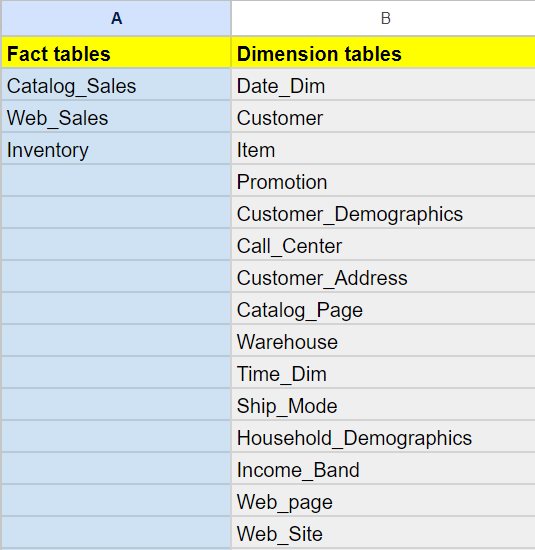 A B
Fact tables Dimension tables
Catalog_Sales Date_Dim
Web_Sales Customer
Inventory Item
Promotion
Customer_Demographics
Call_Center
Customer_Address
Catalog_Page
Warehouse
Time_Dim
Ship_Mode
Household_Demographics
Income_Band
Web_page
Web_Site